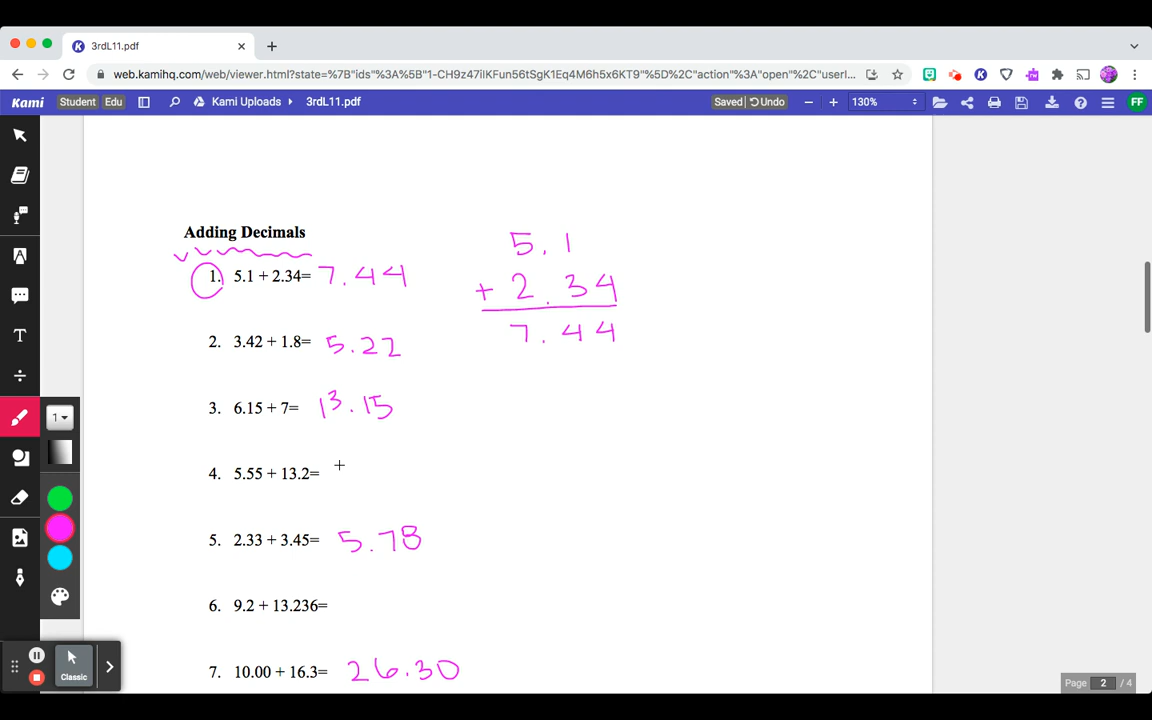 3rdL11.pdf
web.kamihq.com/web/viewer.html?state=%7B"ids"%3A%5B"1-CH9z47ilKFun56tSgK1Eq4M6h5x6KT9"%5D%2C"action"%3A"open"%2C"userI...
Kami Student Edu Kami Uploads 3rdL11.pdf Saved Undo 130% FF
Adding Decimals
1. 5.1 + 2.34= 7.44
5.1
+ 2.34
7.44
2. 3.42 + 1.8= 5.22
3. 6.15 + 7= 13.15
1
4. 5.55 + 13.2=
5. 2.33 + 3.45= 5.78
6. 9.2 + 13.236=
7. 10.00 + 16.3= 26.30
Classic
Page 2 / 4